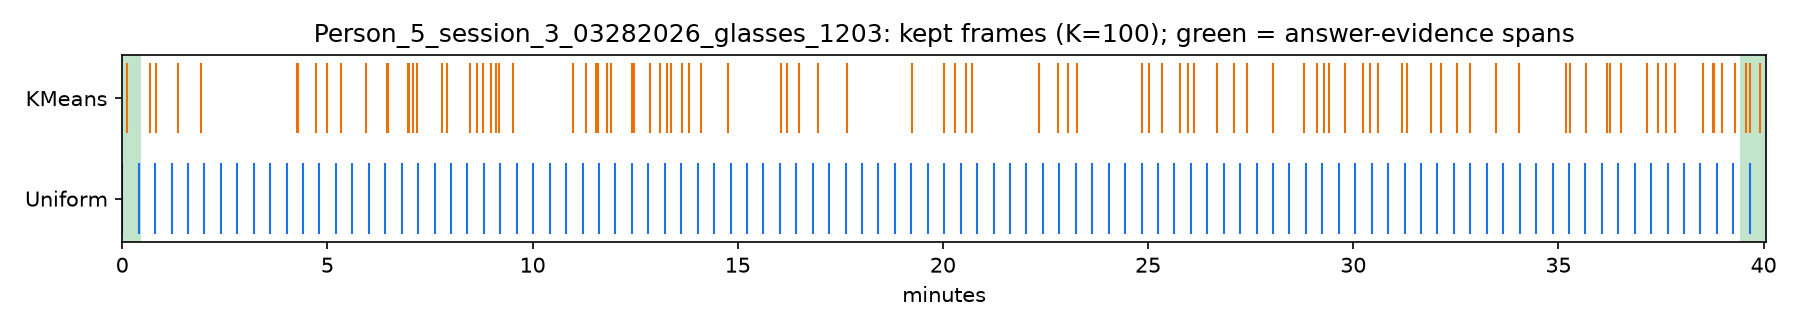 Person_5_session_3_03282026_glasses_1203: kept frames (K=100); green = answer-evidence spans
KMeans
Uniform
0 5 10 15 20 25 30 35 40
minutes